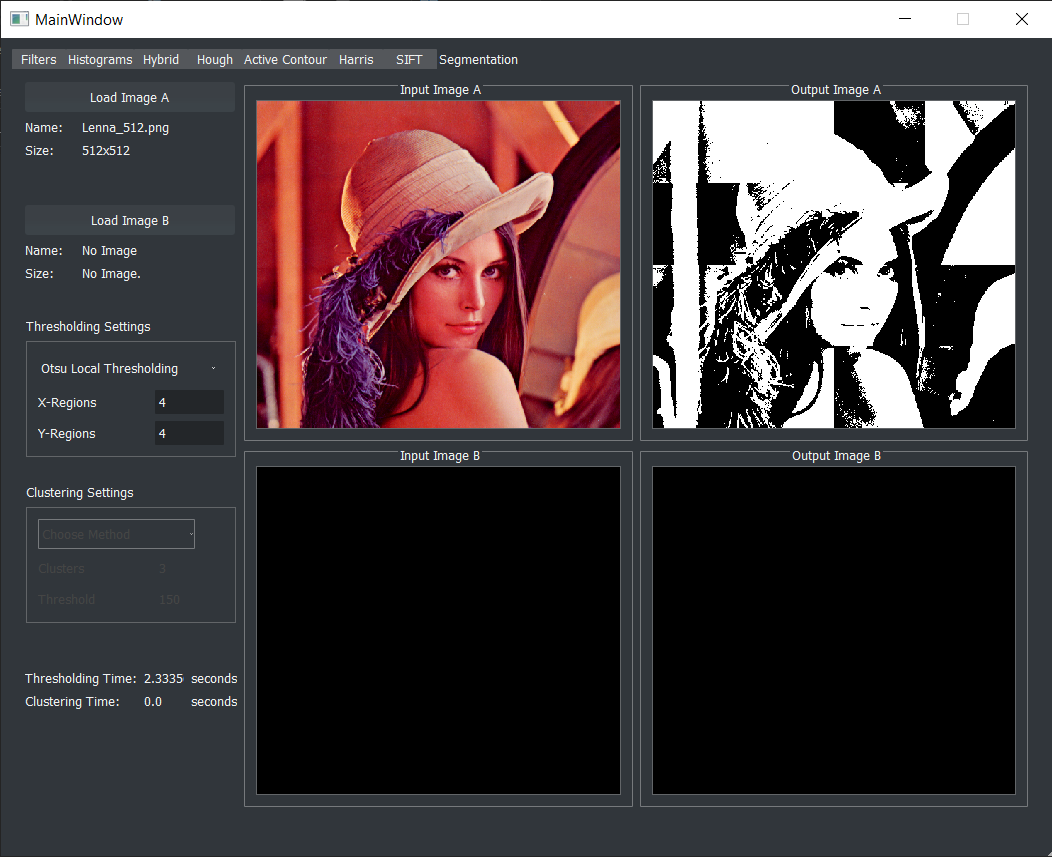 MainWindow
Filters Histograms Hybrid Hough Active Contour Harris SIFT Segmentation
Load Image A
Name: Lenna_512.png
Size: 512x512
Load Image B
Name: No Image
Size: No Image.
Thresholding Settings
Otsu Local Thresholding
X-Regions 4
Y-Regions 4
Clustering Settings
Choose Method
Clusters 3
Threshold 150
Thresholding Time: 2.3335 seconds
Clustering Time: 0.0 seconds
Input Image A
Output Image A
Input Image B
Output Image B